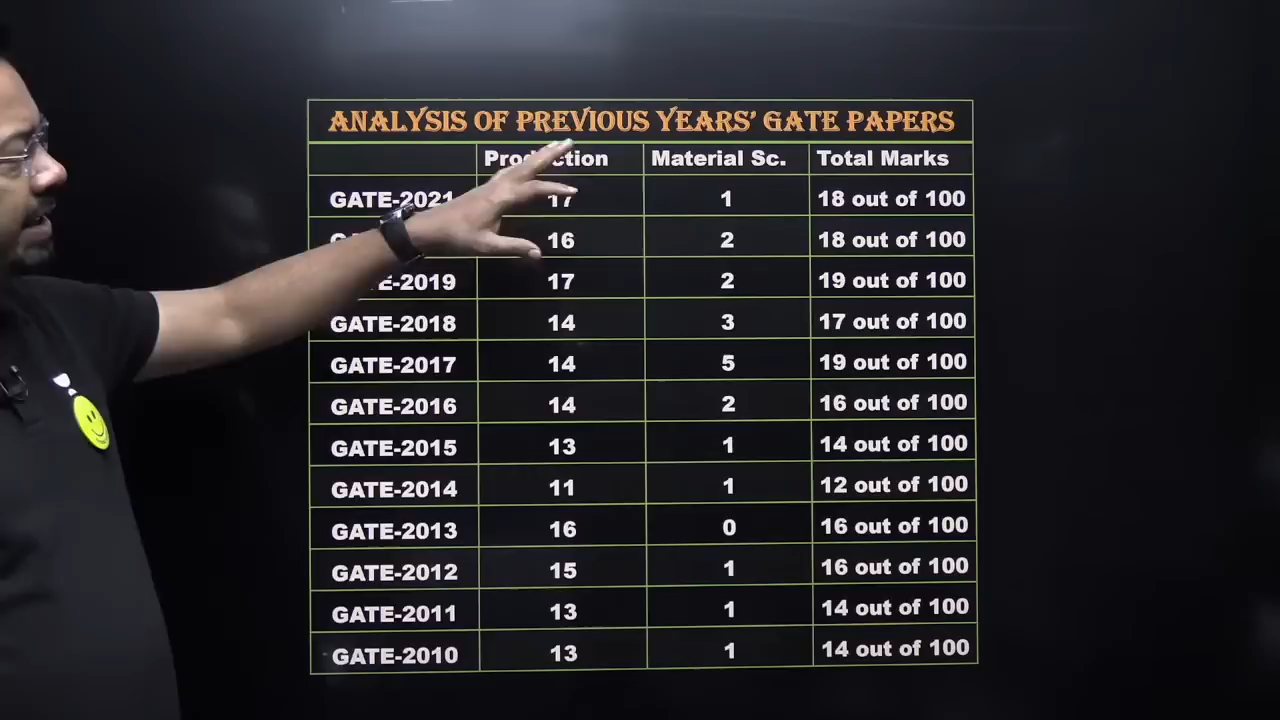 ANALYSIS OF PREVIOUS YEARS' GATE PAPERS
Material Sc. Total Marks
GATE-2021 17 1 18 out of 100
16 2 18 out of 100
17 2 19 out of 100
GATE-2018 14 3 17 out of 100
GATE-2017 14 5 19 out of 100
GATE-2016 14 2 16 out of 100
GATE-2015 13 1 14 out of 100
GATE-2014 11 1 12 out of 100
GATE-2013 16 0 16 out of 100
GATE-2012 15 1 16 out of 100
GATE-2011 13 1 14 out of 100
GATE-2010 13 1 14 out of 100